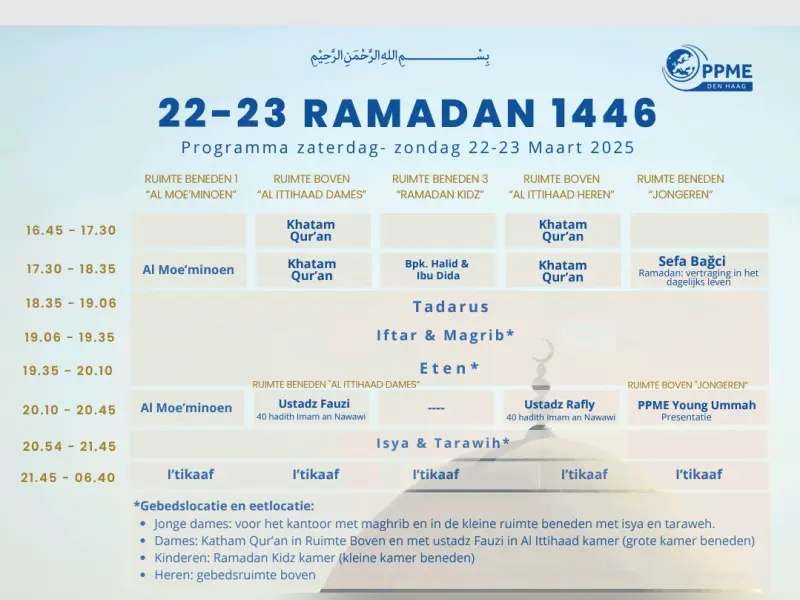 بِسْــــــمِ اللهِ الرَّحْمَنِ الرَّحِيْمِ
PPME
DEN HAAG
22-23 RAMADAN 1446
Programma zaterdag- zondag 22-23 Maart 2025
RUIMTE BENEDEN 1 RUIMTE BOVEN RUIMTE BENEDEN 3 RUIMTE BOVEN RUIMTE BENEDEN
“AL MOE’MINOEN” “AL ITTIHAAD DAMES” “RAMADAN KIDZ” “AL ITTIHAAD HEREN” “JONGEREN”
16.45 - 17.30 Khatam Qur’an Khatam Qur’an
17.30 - 18.35 Al Moe’minoen Khatam Qur’an Bpk. Halid & Ibu Dida Khatam Qur’an Sefa Bağci
Ramadan: vertraging in het
dagelijks leven
18.35 - 19.06 Tadarus
19.06 - 19.35 Iftar & Magrib*
19.35 - 20.10 Eten*
RUIMTE BENEDEN "AL ITTIHAAD DAMES" RUIMTE BOVEN "JONGEREN"
20.10 - 20.45 Al Moe’minoen Ustadz Fauzi ---- Ustadz Rafly PPME Young Ummah
40 hadith Imam an Nawawi 40 hadith Imam an Nawawi Presentatie
20.54 - 21.45 Isya & Tarawih*
21.45 - 06.40 I’tikaaf I’tikaaf I’tikaaf I’tikaaf I’tikaaf
*Gebedslocatie en eetlocatie:
• Jonge dames: voor het kantoor met maghrib en in de kleine ruimte beneden met isya en taraweh.
• Dames: Katham Qur’an in Ruimte Boven en met ustadz Fauzi in Al Ittihaad kamer (grote kamer beneden)
• Kinderen: Ramadan Kidz kamer (kleine kamer beneden)
• Heren: gebedsruimte boven